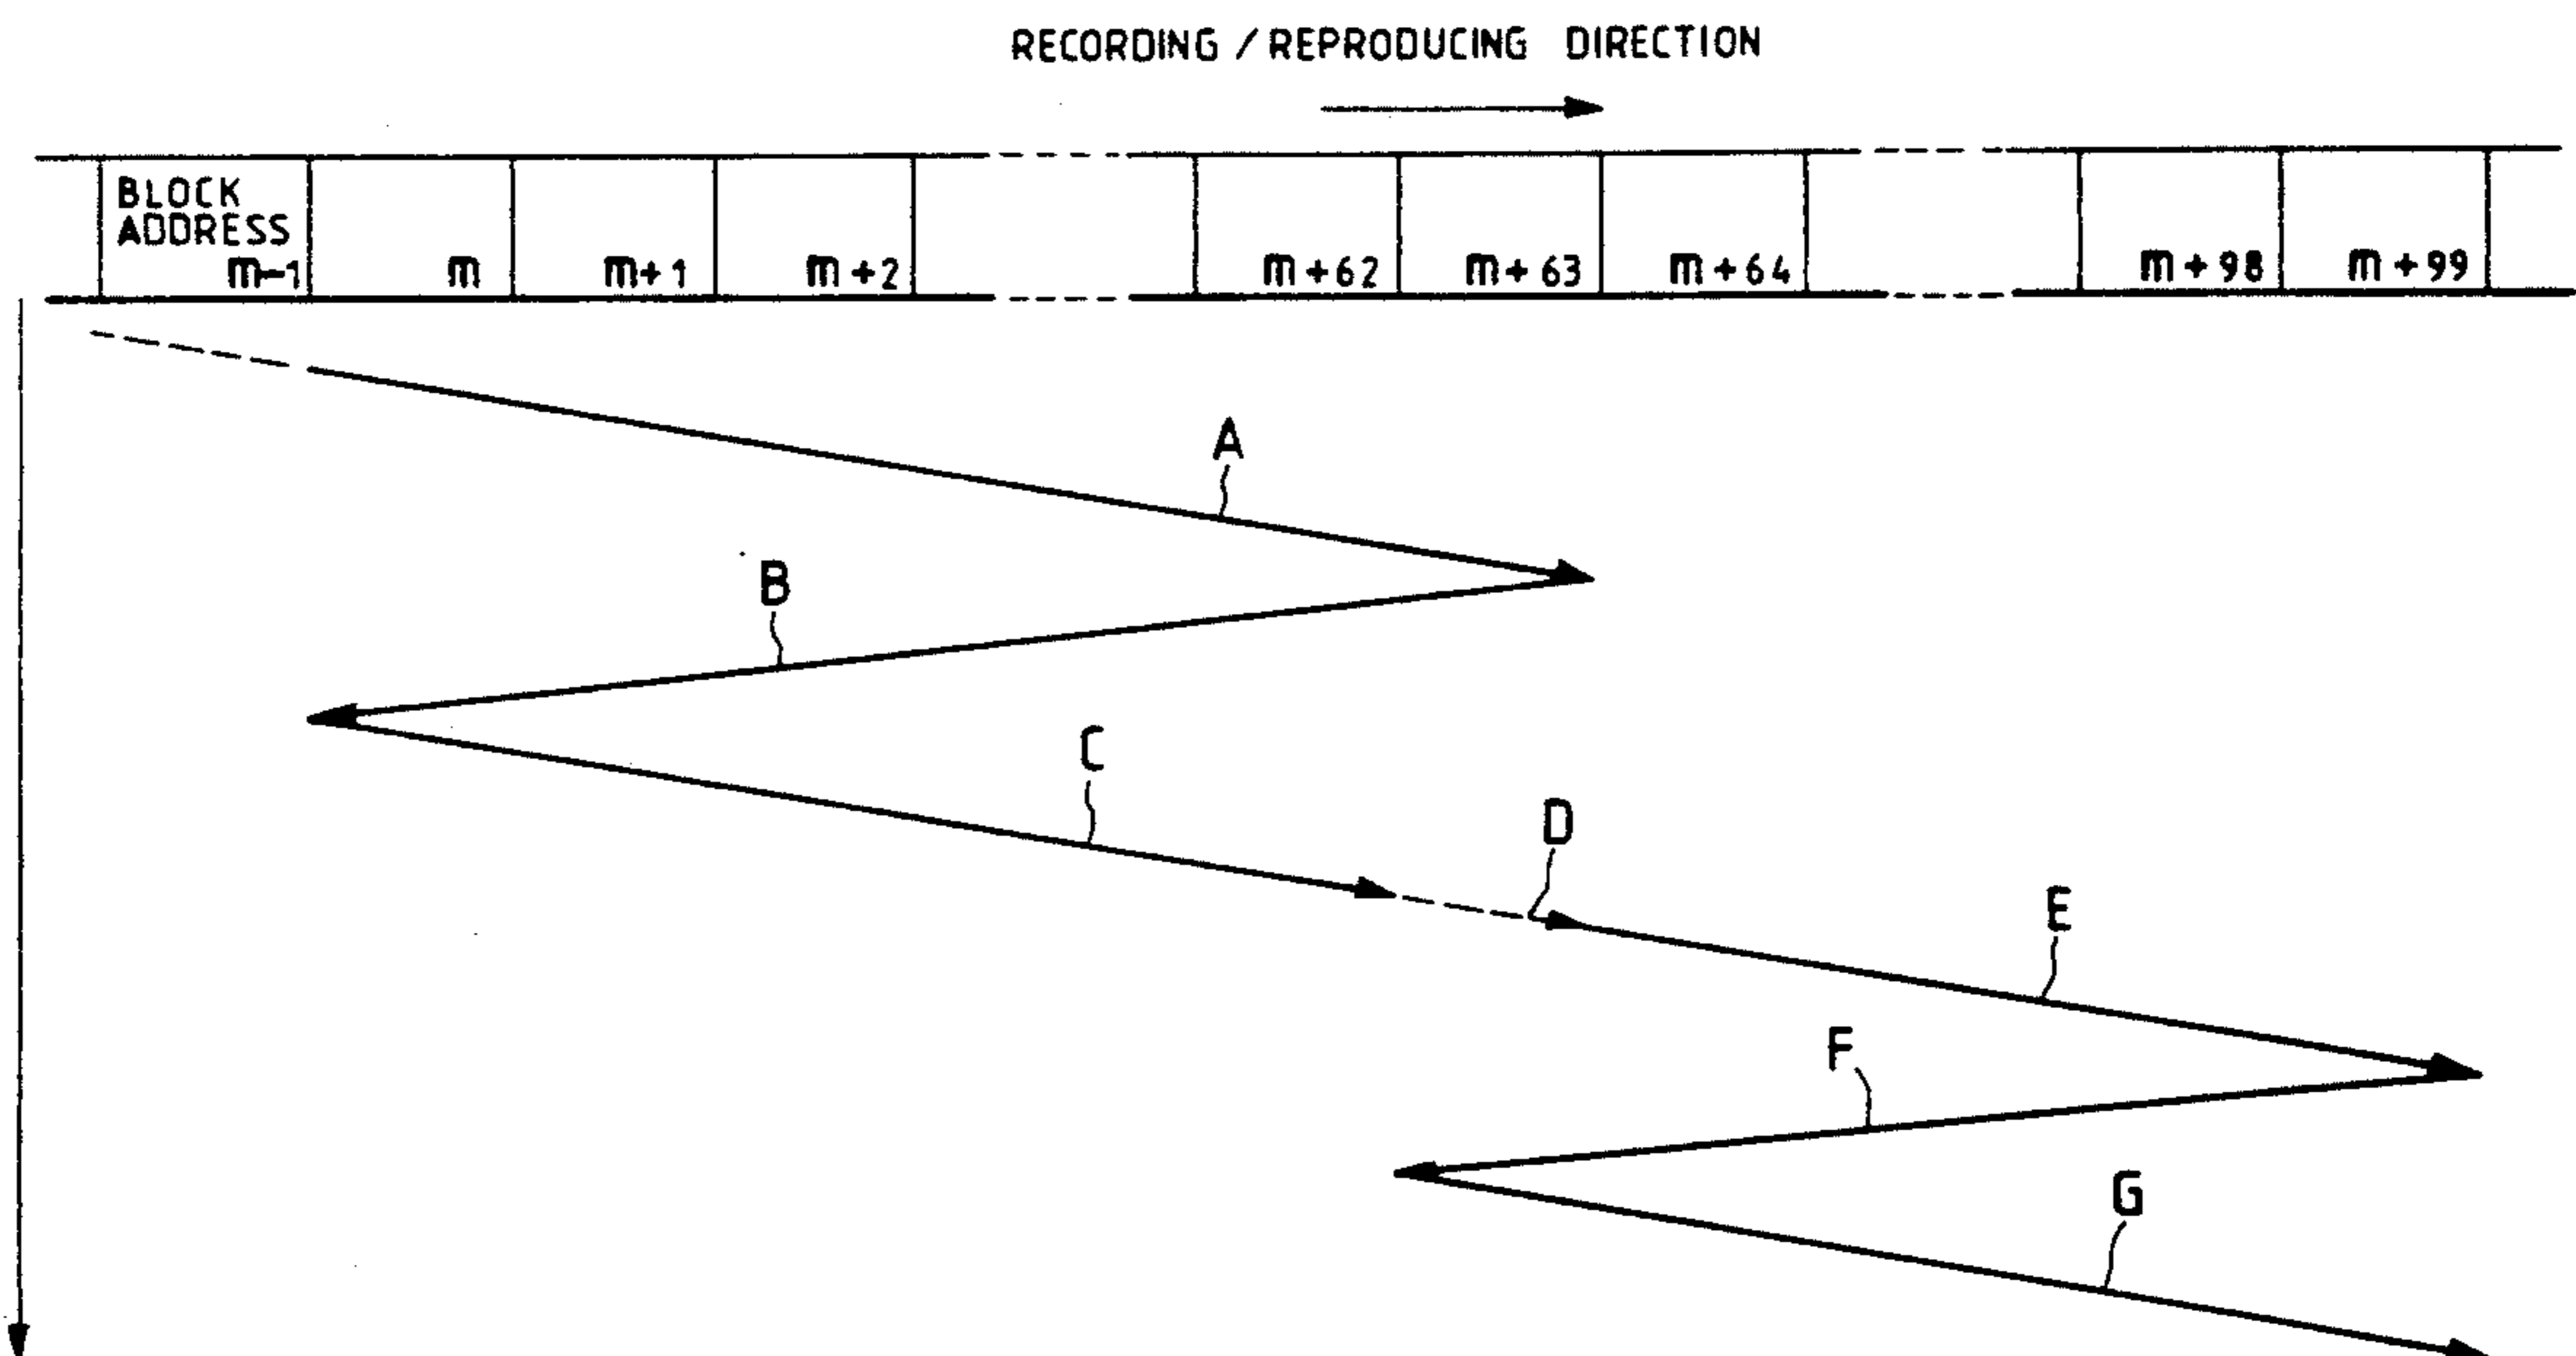 RECORDING / REPRODUCING DIRECTION
BLOCK
ADDRESS
m-1 m m+1 m+2 m+62 m+63 m+64 m+98 m+99
A
B
C
D
E
F
G